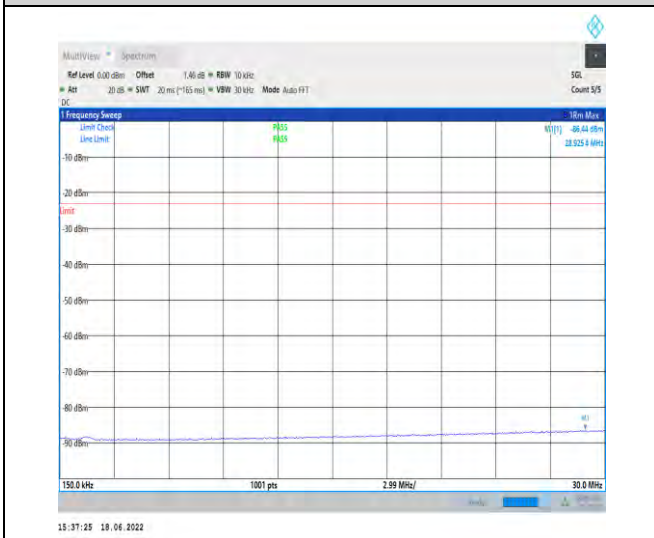 MultiView Spectrum
Ref Level 0.00 dBm Offset 1.46 dB RBW 10 kHz SGL
Att 20 dB SWT 20 ms (~165 ms) VBW 30 kHz Mode Auto FFT Count 5/5
DC
1 Frequency Sweep 1Rm Max
Limit Check PASS M1[1] -86.44 dBm
Line Limit PASS 28.925 8 MHz
-10 dBm
-20 dBm
Limit
-30 dBm
-40 dBm
-50 dBm
-60 dBm
-70 dBm
-80 dBm
M1
-90 dBm
150.0 kHz 1001 pts 2.99 MHz/ 30.0 MHz
15:37:25 18.06.2022